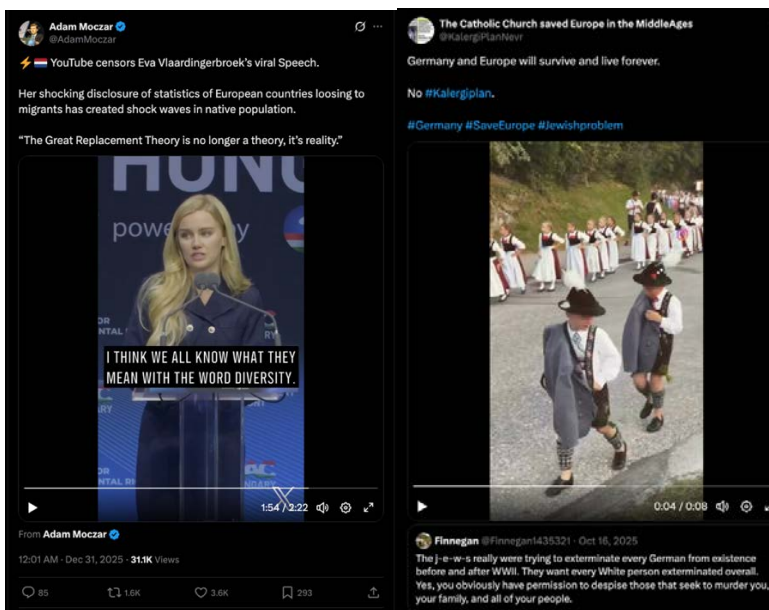 Adam Moczar
@AdamMoczar
⚡🇳🇱 YouTube censors Eva Vlaardingerbroek's viral Speech.
Her shocking disclosure of statistics of European countries loosing to
migrants has created shock waves in native population.
“The Great Replacement Theory is no longer a theory, it's reality.”
HUNG
powe by
I THINK WE ALL KNOW WHAT THEY
MEAN WITH THE WORD DIVERSITY.
1:54 / 2:22
From Adam Moczar
12:01 AM · Dec 31, 2025 · 31.1K Views
85 1.6K 3.6K 293
The Catholic Church saved Europe in the MiddleAges
@KalergiPlanNevr
Germany and Europe will survive and live forever.
No #Kalergiplan.
#Germany #SaveEurope #Jewishproblem
0:04 / 0:08
Finnegan @Finnegan1435321 · Oct 16, 2025
The j-e-w-s really were trying to exterminate every German from existence
before and after WWII. They want every White person exterminated overall.
Yes, you obviously have permission to despise those that seek to murder you,
your family, and all of your people.